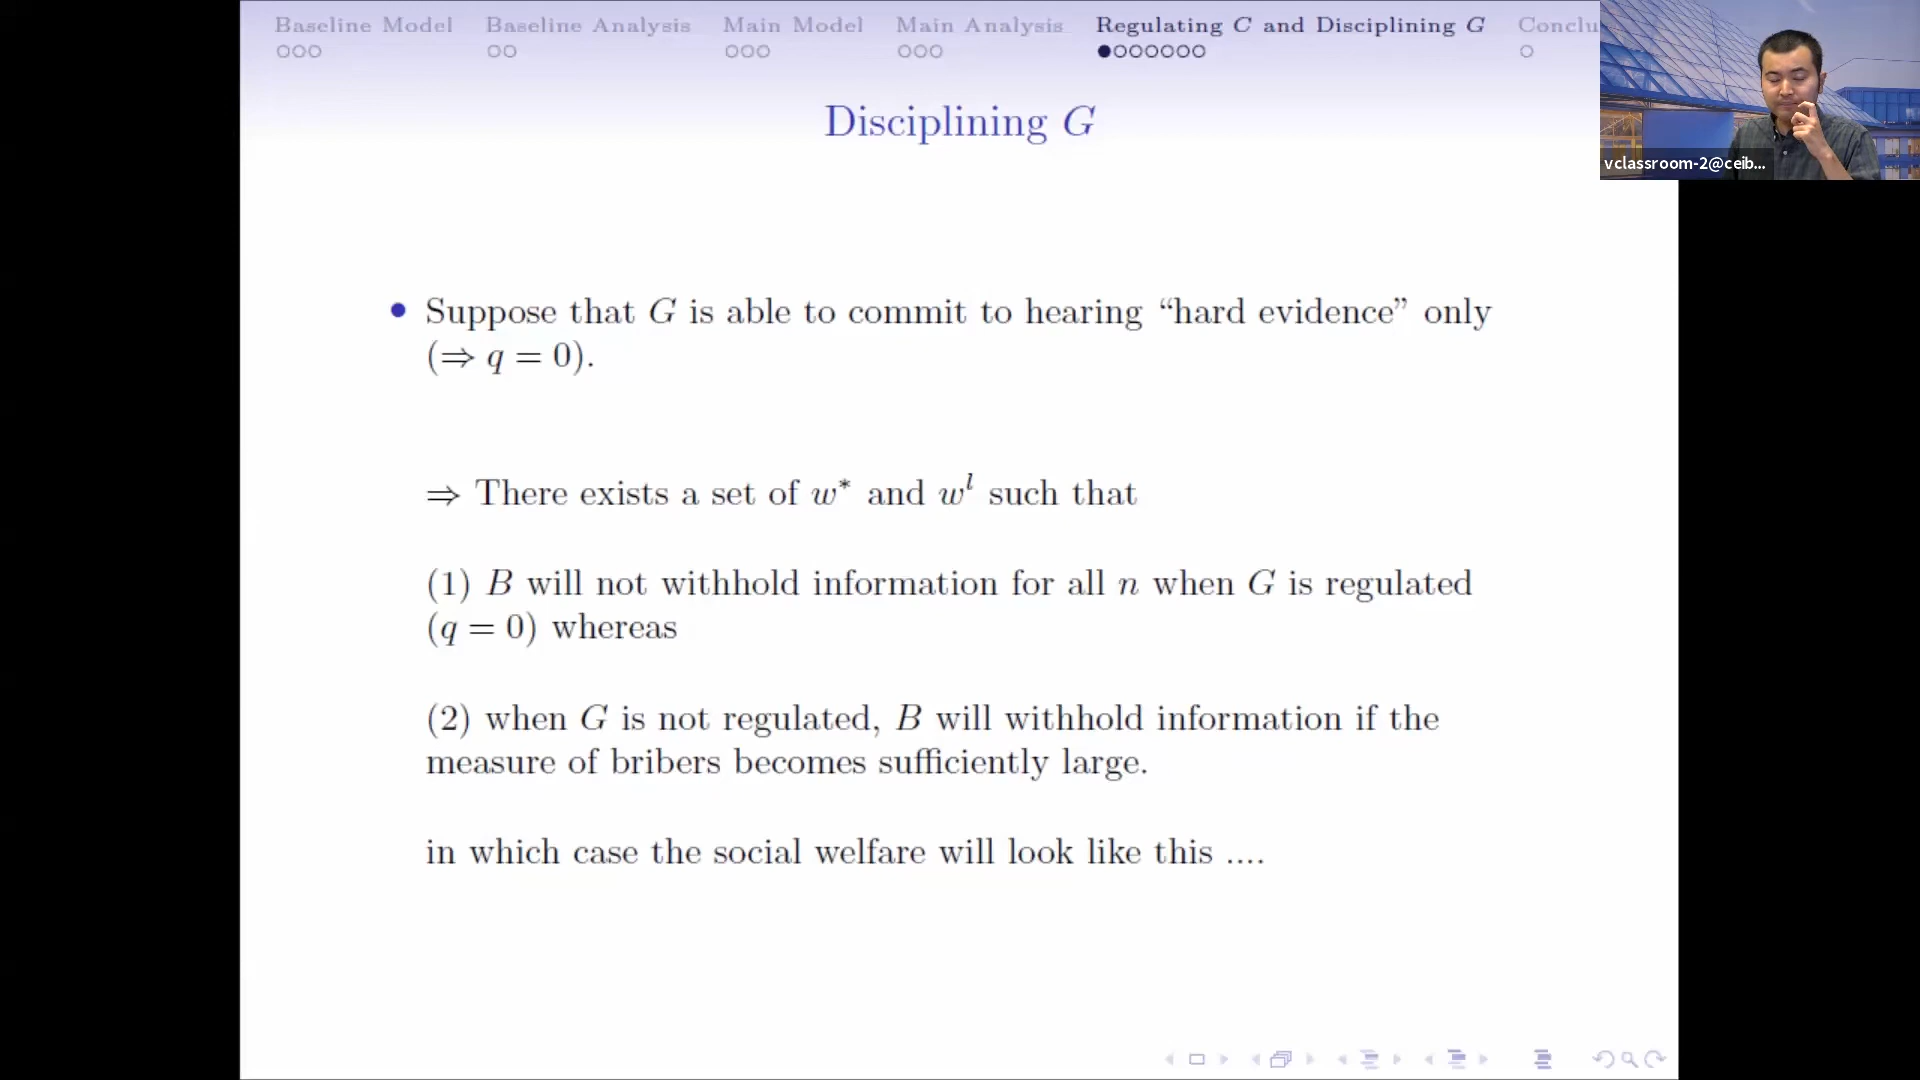 Baseline Model Baseline Analysis Main Model Main Analysis Regulating C and Disciplining G Conclu
Disciplining G
vclassroom-2@ceib...
• Suppose that G is able to commit to hearing “hard evidence” only
(⇒ q = 0).
⇒ There exists a set of w* and wˡ such that
(1) B will not withhold information for all n when G is regulated
(q = 0) whereas
(2) when G is not regulated, B will withhold information if the
measure of bribers becomes sufficiently large.
in which case the social welfare will look like this ....